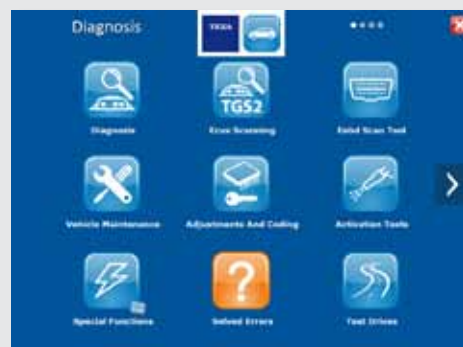 Diagnosis
TEXA
TGS2
Diagnosis
Ecus Scanning
Eobd Scan Tool
Vehicle Maintenance
Adjustments And Coding
Activation Tools
Special Functions
Solved Errors
Test Drives